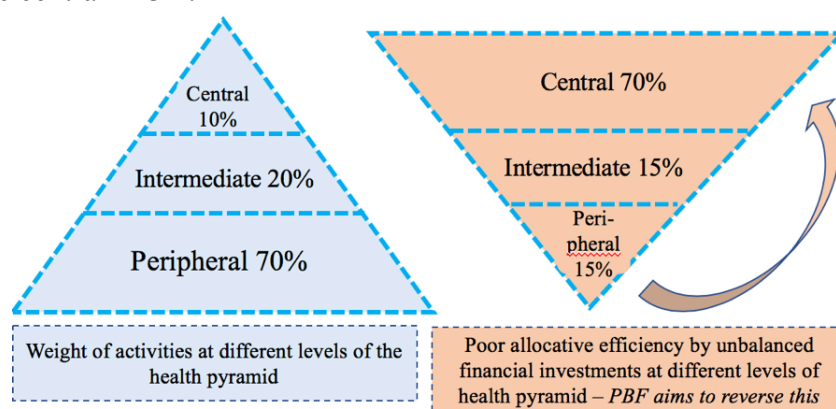 Central
10%
Intermediate 20%
Peripheral 70%
Weight of activities at different levels of the
health pyramid
Central 70%
Intermediate 15%
Peri-
pheral
15%
Poor allocative efficiency by unbalanced
financial investments at different levels of
health pyramid – PBF aims to reverse this